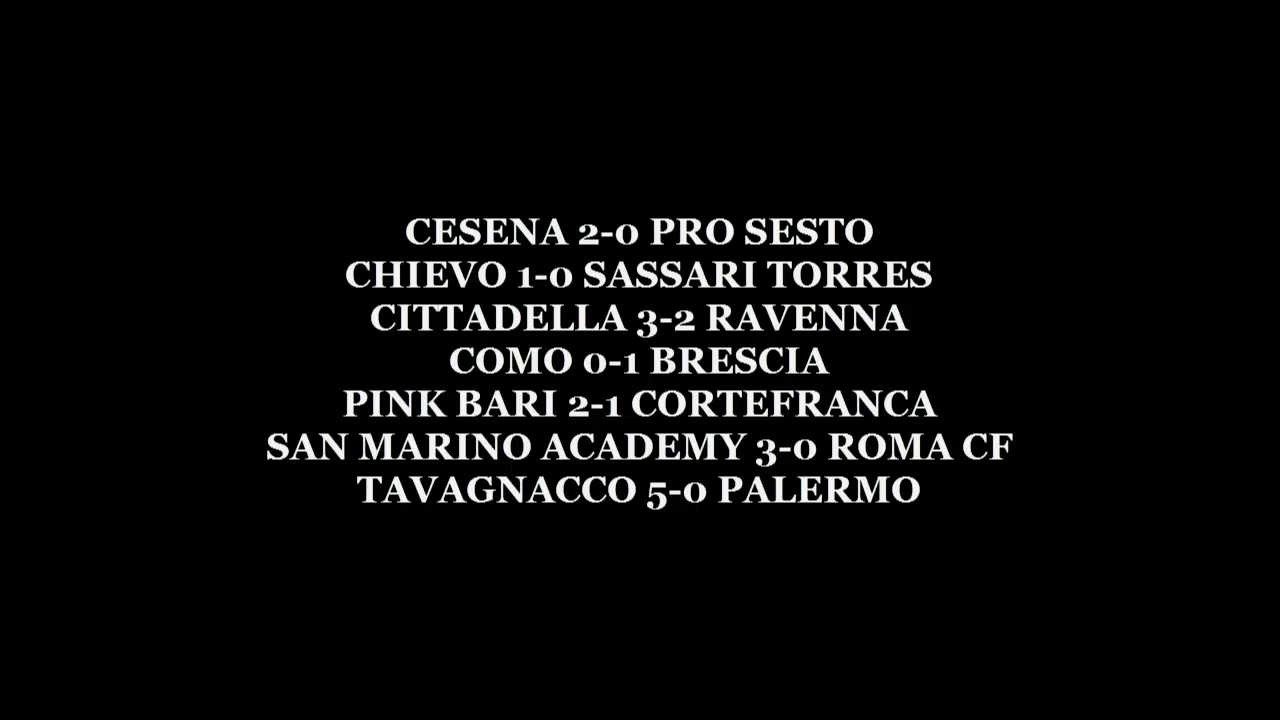 CESENA 2-0 PRO SESTO
CHIEVO 1-0 SASSARI TORRES
CITTADELLA 3-2 RAVENNA
COMO 0-1 BRESCIA
PINK BARI 2-1 CORTEFRANCA
SAN MARINO ACADEMY 3-0 ROMA CF
TAVAGNACCO 5-0 PALERMO